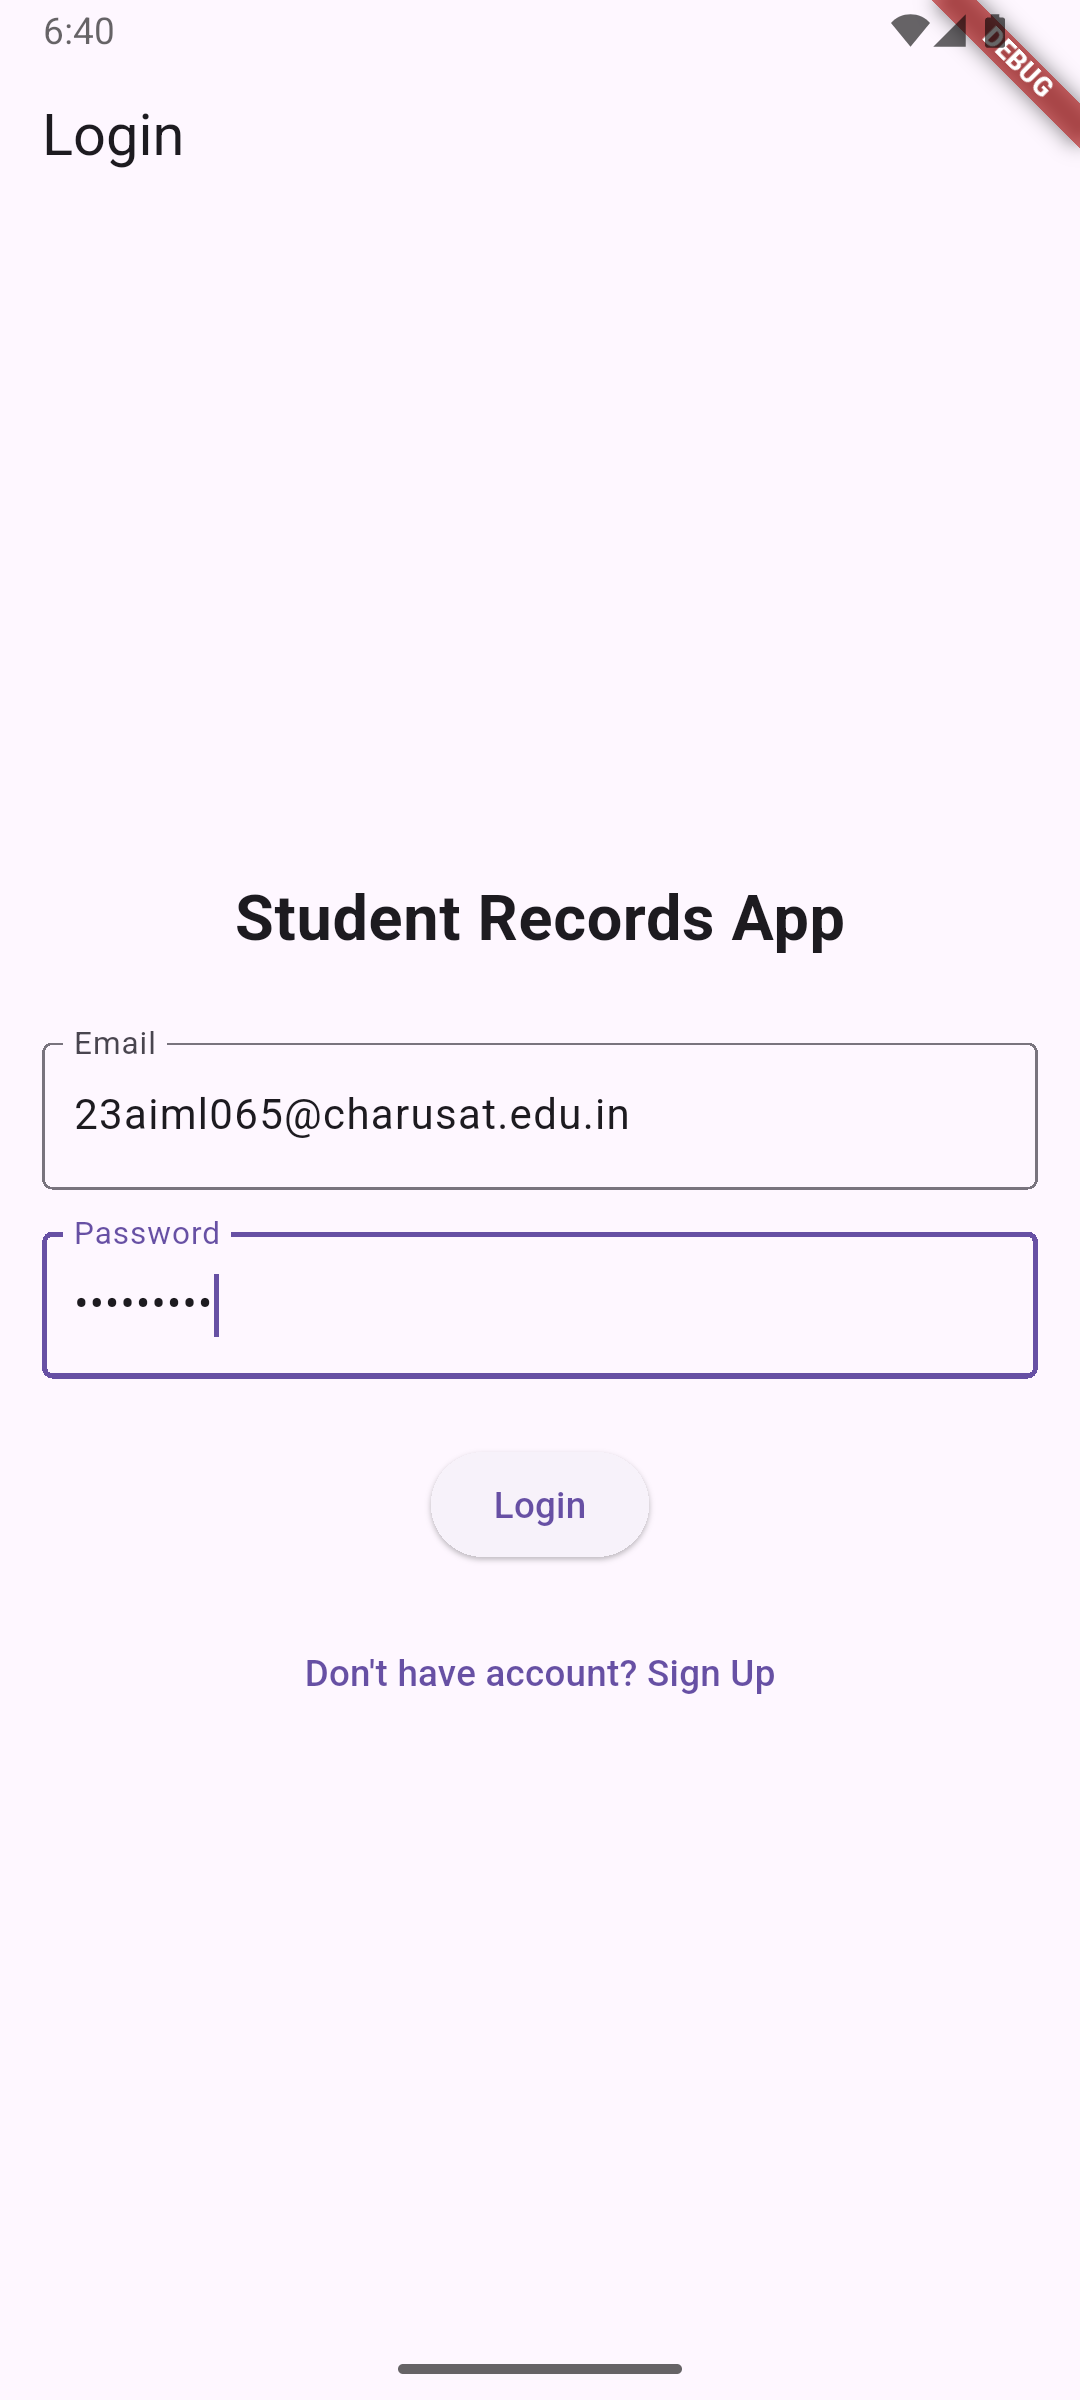 6:40
DEBUG
Login
Student Records App
Email
23aiml065@charusat.edu.in
Password
•••••••••
Login
Don't have account? Sign Up